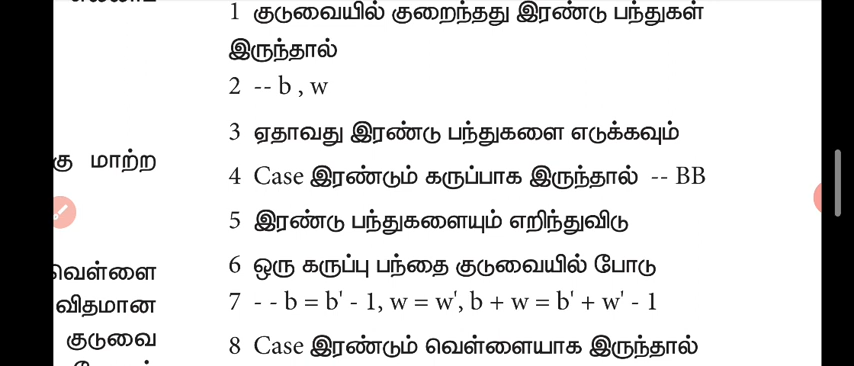 1 குடுவையில் குறைந்தது இரண்டு பந்துகள்
இருந்தால்
2 -- b , w
3 ஏதாவது இரண்டு பந்துகளை எடுக்கவும்
கு மாற்ற
4 Case இரண்டும் கருப்பாக இருந்தால் -- BB
5 இரண்டு பந்துகளையும் எறிந்துவிடு
6 ஒரு கருப்பு பந்தை குடுவையில் போடு
வெள்ளை
விதமான
7 - - b = b' - 1, w = w', b + w = b' + w' - 1
குடுவை
8 Case இரண்டும் வெள்ளையாக இருந்தால்